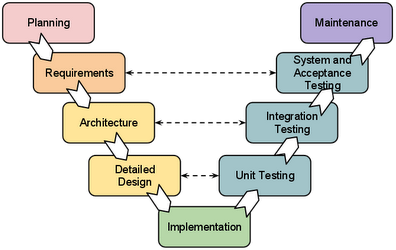 Planning
Maintenance
Requirements
System and
Acceptance
Testing
Architecture
Integration
Testing
Detailed
Design
Unit Testing
Implementation